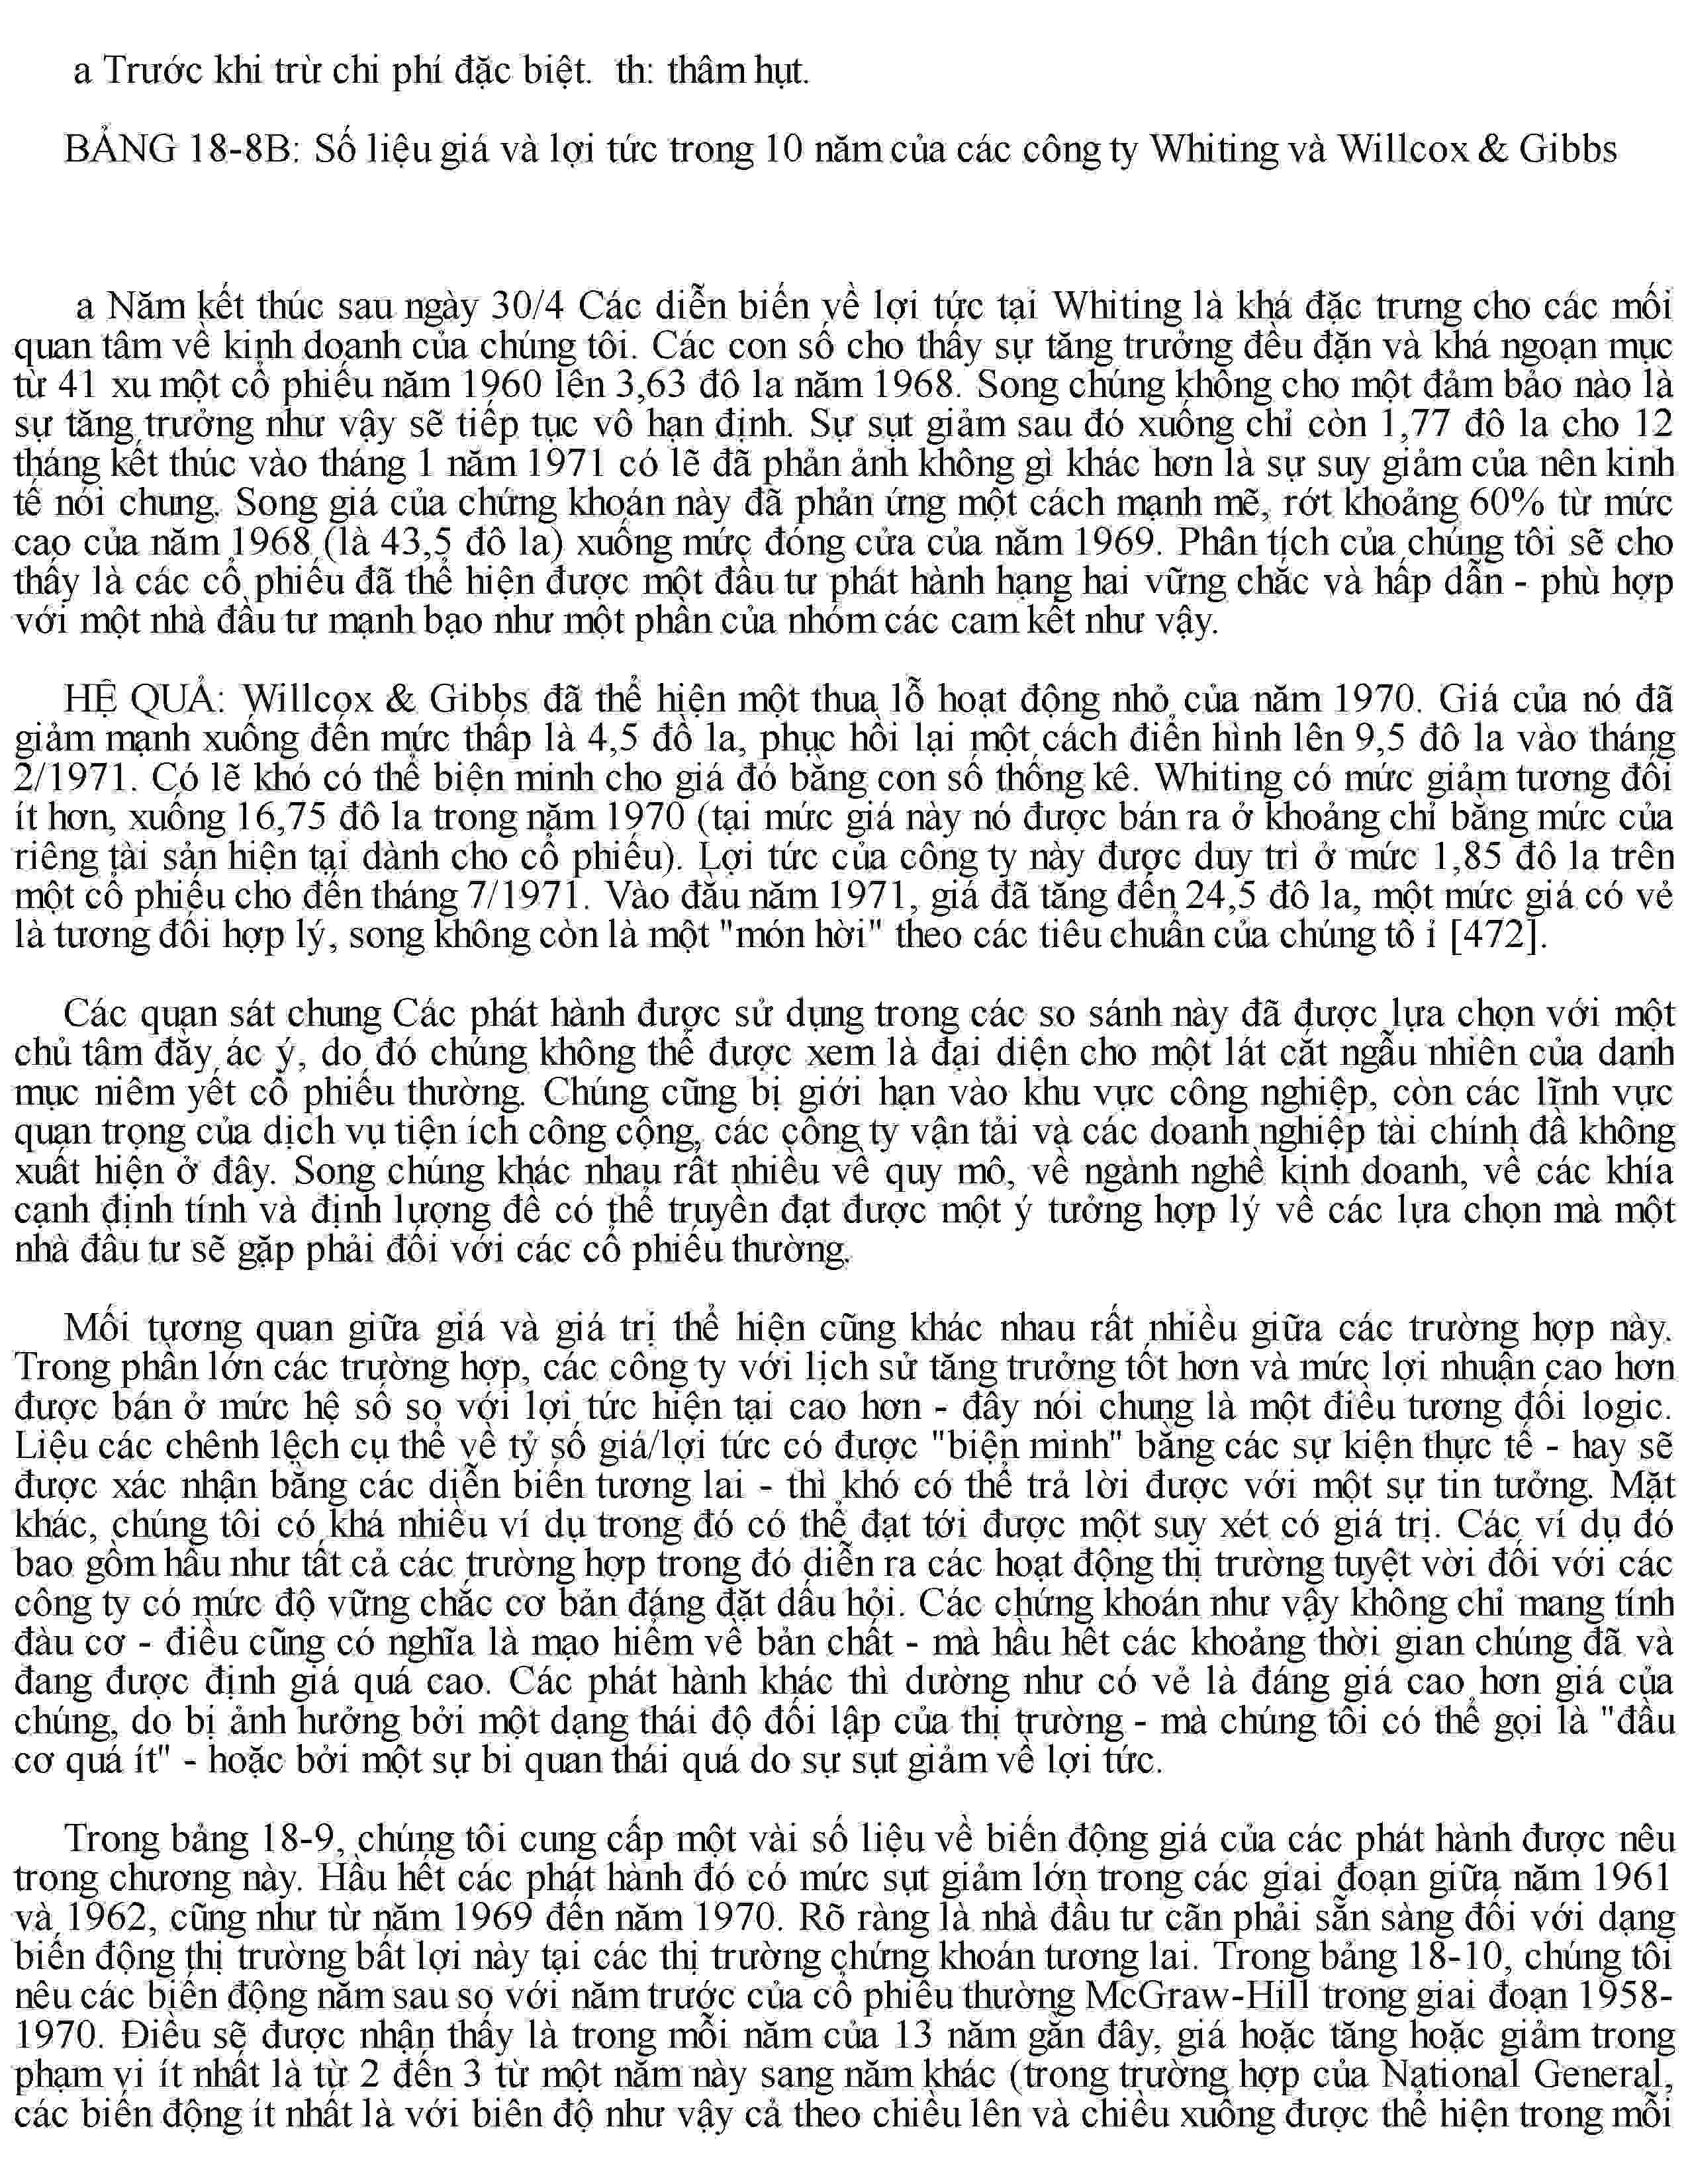 a Trước khi trừ chi phí đặc biệt. th: thâm hụt.
BẢNG 18-8B: Số liệu giá và lợi tức trong 10 năm của các công ty Whiting và Willcox & Gibbs
a Năm kết thúc sau ngày 30/4 Các diễn biến về lợi tức tại Whiting là khá đặc trưng cho các mối
quan tâm về kinh doanh của chúng tôi. Các con số cho thấy sự tăng trưởng đều đặn và khá ngoạn mục
từ 41 xu một cổ phiếu năm 1960 lên 3,63 đô la năm 1968. Song chúng không cho một đảm bảo nào là
sự tăng trưởng như vậy sẽ tiếp tục vô hạn định. Sự sụt giảm sau đó xuống chỉ còn 1,77 đô la cho 12
tháng kết thúc vào tháng 1 năm 1971 có lẽ đã phản ánh không gì khác hơn là sự suy giảm của nên kinh
tế nói chung. Song giá của chứng khoán này đã phản ứng một cách mạnh mẽ, rớt khoảng 60% từ mức
cao của năm 1968 (là 43,5 đô la) xuống mức đóng cửa của năm 1969. Phân tích của chúng tôi sẽ cho
thấy là các cổ phiếu đã thể hiện được một đầu tư phát hành hạng hai vững chắc và hấp dẫn - phù hợp
với một nhà đầu tư mạnh bạo như một phần của nhóm các cam kết như vậy.
HỆ QUẢ: Willcox & Gibbs đã thể hiện một thua lỗ hoạt động nhỏ của năm 1970. Giá của nó đã
giảm mạnh xuống đến mức thấp là 4,5 đồ la, phục hồi lại một cách điển hình lên 9,5 đô la vào tháng
2/1971. Có lẽ khó có thể biện minh cho giá đó bằng con số thống kê. Whiting có mức giảm tương đối
ít hơn, xuống 16,75 đô la trong năm 1970 (tại mức giá này nó được bán ra ở khoảng chỉ bằng mức của
riêng tài sản hiện tại dành cho cổ phiếu). Lợi tức của công ty này được duy trì ở mức 1,85 đô la trên
một cổ phiếu cho đến tháng 7/1971. Vào đầu năm 1971, giá đã tăng đến 24,5 đô la, một mức giá có vẻ
là tương đối hợp lý, song không còn là một "món hời" theo các tiêu chuẩn của chúng tô i [472].
Các quan sát chung Các phát hành được sử dụng trong các so sánh này đã được lựa chọn với một
chủ tâm đầy ác ý, do đó chúng không thể được xem là đại diện cho một lát cắt ngẫu nhiên của danh
mục niêm yết cổ phiếu thường. Chúng cũng bị giới hạn vào khu vực công nghiệp, còn các lĩnh vực
quan trọng của dịch vụ tiện ích công cộng, các công ty vận tải và các doanh nghiệp tài chính đã không
xuất hiện ở đây. Song chúng khác nhau rất nhiều về quy mô, về ngành nghề kinh doanh, về các khía
cạnh định tính và định lượng đề có thể truyền đạt được một ý tưởng hợp lý về các lựa chọn mà một
nhà đầu tư sẽ gặp phải đối với các cổ phiếu thường.
Mối tương quan giữa giá và giá trị thể hiện cũng khác nhau rất nhiều giữa các trường hợp này.
Trong phần lớn các trường hợp, các công ty với lịch sử tăng trưởng tốt hơn và mức lợi nhuận cao hơn
được bán ở mức hệ số so với lợi tức hiện tại cao hơn - đây nói chung là một điều tương đối logic.
Liệu các chênh lệch cụ thể về tỷ số giá/lợi tức có được "biện minh" bằng các sự kiện thực tế - hay sẽ
được xác nhận bằng các diễn biến tương lai - thì khó có thể trả lời được với một sự tin tưởng. Mặt
khác, chúng tôi có khá nhiều ví dụ trong đó có thể đạt tới được một suy xét có giá trị. Các ví dụ đó
bao gồm hầu như tất cả các trường hợp trong đó diễn ra các hoạt động thị trường tuyệt vời đối với các
công ty có mức độ vững chắc cơ bản đáng đặt dấu hỏi. Các chứng khoán như vậy không chỉ mang tính
đàu cơ - điều cũng có nghĩa là mạo hiểm về bản chất - mà hầu hết các khoảng thời gian chúng đã và
đang được định giá quá cao. Các phát hành khác thì dường như có vẻ là đáng giá cao hơn giá của
chúng, do bị ảnh hưởng bởi một dạng thái độ đối lập của thị trường - mà chúng tôi có thể gọi là "đầu
cơ quá ít" - hoặc bởi một sự bi quan thái quá do sự sụt giảm về lợi tức.
Trong bảng 18-9, chúng tôi cung cấp một vài số liệu về biến động giá của các phát hành được nêu
trong chương này. Hầu hết các phát hành đó có mức sụt giảm lớn trong các giai đoạn giữa năm 1961
và 1962, cũng như từ năm 1969 đến năm 1970. Rõ ràng là nhà đầu tư cần phải sẵn sàng đối với dạng
biến động thị trường bất lợi này tại các thị trường chứng khoán tương lai. Trong bảng 18-10, chúng tôi
nêu các biến động năm sau so với năm trước của cổ phiếu thường McGraw-Hill trong giai đoạn 1958-
1970. Điều sẽ được nhận thấy là trong mỗi năm của 13 năm gần đây, giá hoặc tăng hoặc giảm trong
phạm vi ít nhất là từ 2 đến 3 từ một năm này sang năm khác (trong trường hợp của National General,
các biến động ít nhất là với biên độ như vậy cả theo chiều lên và chiều xuống được thể hiện trong mỗi